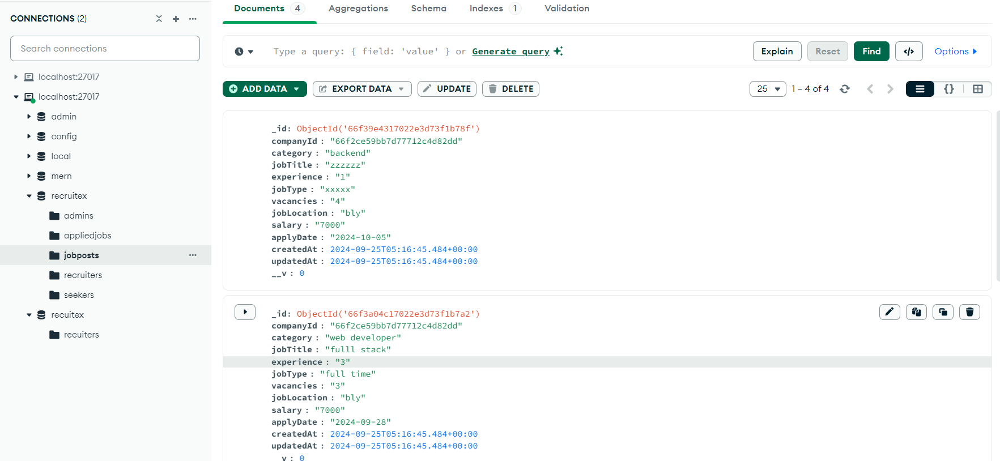 CONNECTIONS (2)
Search connections
localhost:27017
localhost:27017
admin
config
local
mern
recruitex
admins
appliedjobs
jobposts
recruiters
seekers
recuitex
recuiters
Documents 4 Aggregations Schema Indexes 1 Validation
Type a query: { field: 'value' } or Generate query Explain Reset Find </> Options
ADD DATA EXPORT DATA UPDATE DELETE 25 1 – 4 of 4 {}
_id: ObjectId('66f39e4317022e3d73f1b78f')
companyId : "66f2ce59bb7d77712c4d82dd"
category : "backend"
jobTitle : "zzzzzz"
experience : "1"
jobType : "xxxxx"
vacancies : "4"
jobLocation : "bly"
salary : "7000"
applyDate : "2024-10-05"
createdAt : 2024-09-25T05:16:45.484+00:00
updatedAt : 2024-09-25T05:16:45.484+00:00
__v : 0
_id: ObjectId('66f3a04c17022e3d73f1b7a2')
companyId : "66f2ce59bb7d77712c4d82dd"
category : "web developer"
jobTitle : "fulll stack"
experience : "3"
jobType : "full time"
vacancies : "3"
jobLocation : "bly"
salary : "7000"
applyDate : "2024-09-28"
createdAt : 2024-09-25T05:16:45.484+00:00
updatedAt : 2024-09-25T05:16:45.484+00:00
__v : 0